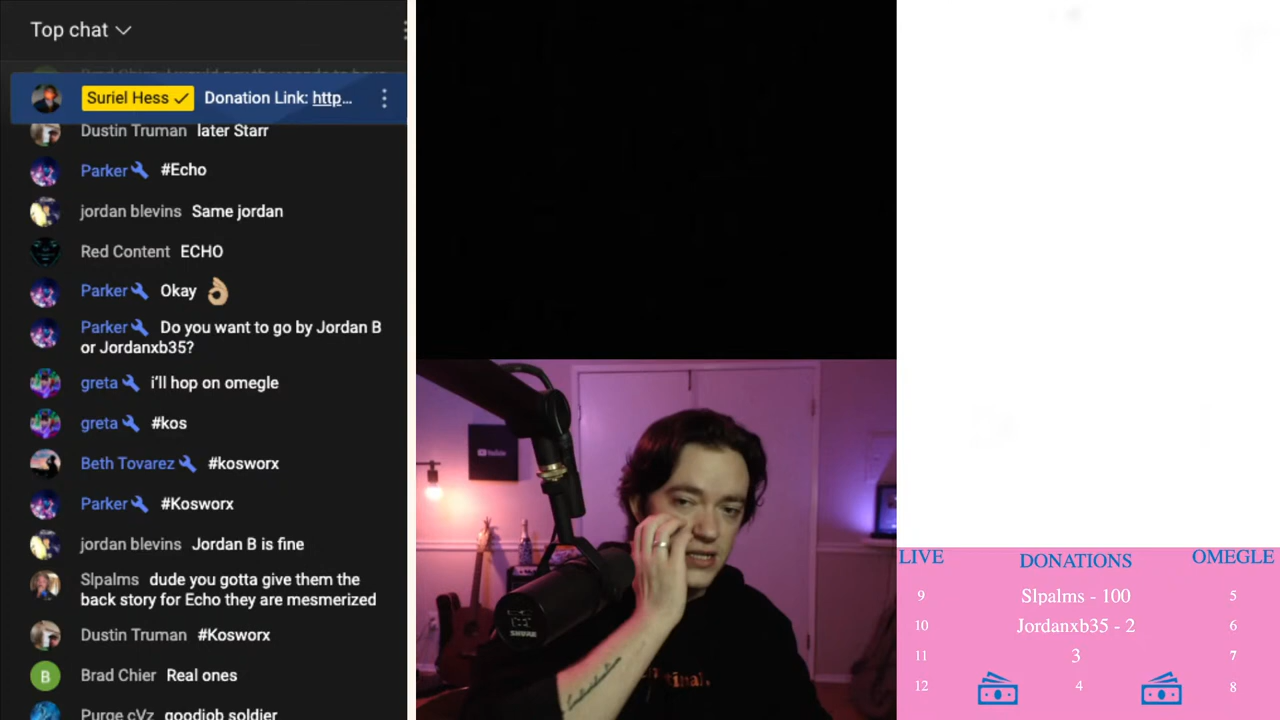 Top chat
Brad Chier
Suriel Hess Donation Link: http...
Dustin Truman later Starr
Parker #Echo
jordan blevins Same jordan
Red Content ECHO
Parker Okay 👌🏼
Parker Do you want to go by Jordan B
or Jordanxb35?
greta i'll hop on omegle
greta #kos
Beth Tovarez #kosworx
Parker #Kosworx
jordan blevins Jordan B is fine
Slpalms dude you gotta give them the
back story for Echo they are mesmerized
Dustin Truman #Kosworx
B
Brad Chier Real ones
Purge cVz goodjob soldier
YouTube
SHURE
LIVE DONATIONS OMEGLE
9 Slpalms - 100 5
10 Jordanxb35 - 2 6
11 3 7
12 4 8